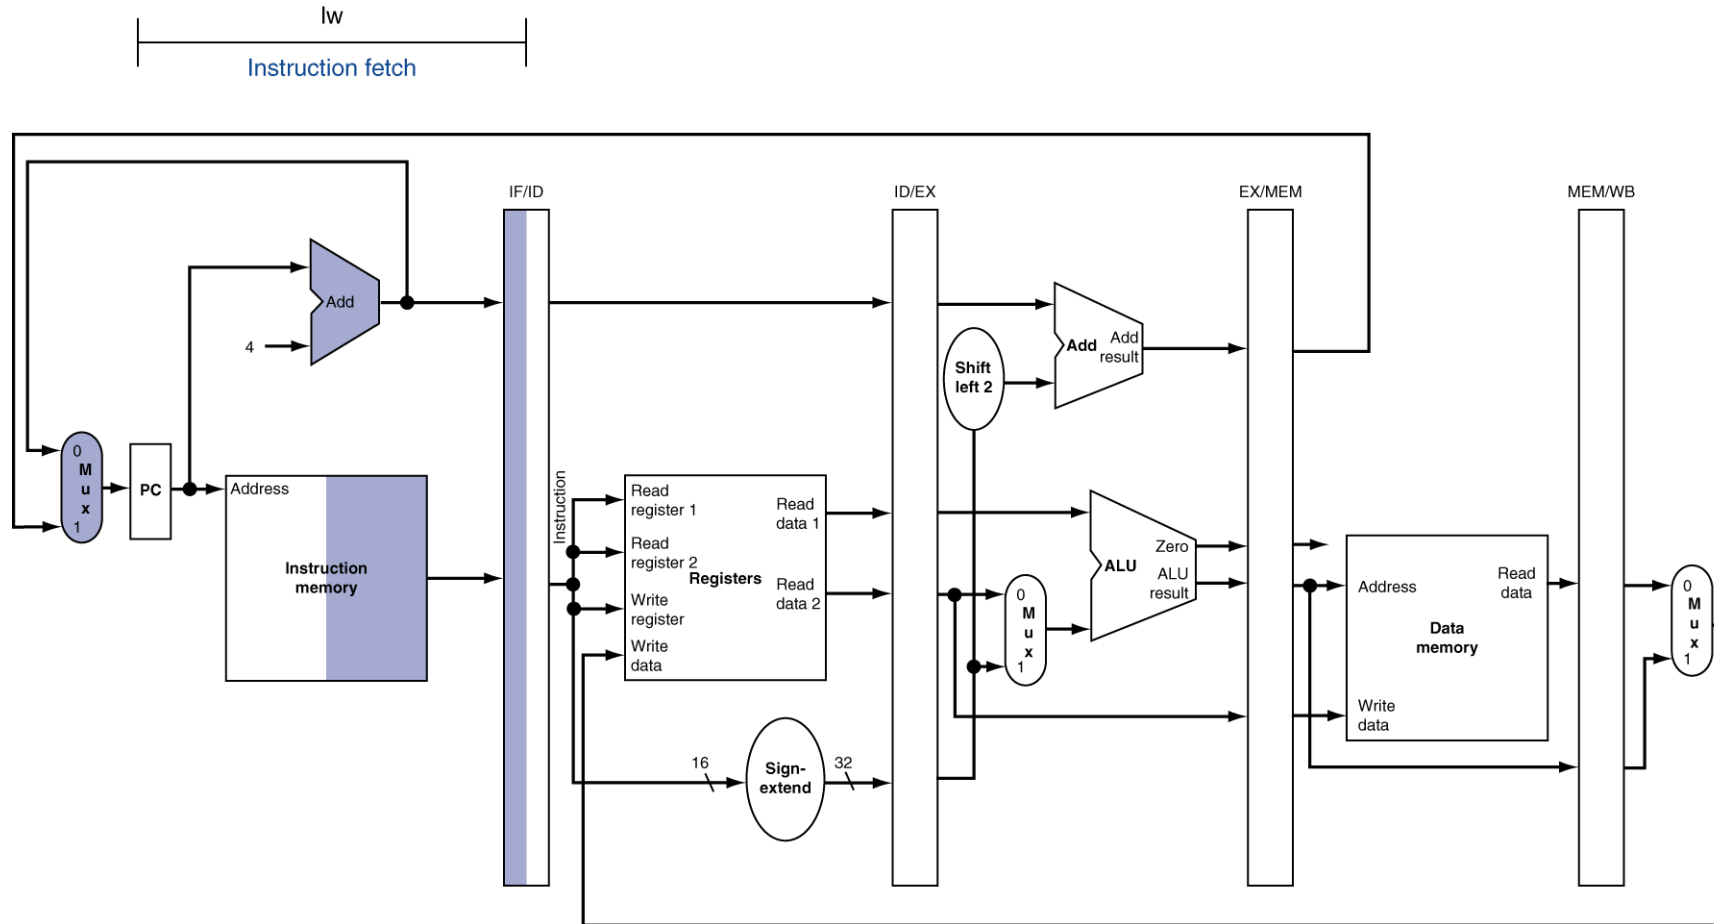 lw
Instruction fetch
IF/ID
ID/EX
EX/MEM
MEM/WB
Add
4
Add
Add
result
Shift
left 2
0
M
u
x
1
PC
Address
Instruction
memory
Instruction
Read
register 1
Read
register 2
Write
register
Write
data
Registers
Read
data 1
Read
data 2
16
Sign-
extend
32
0
M
u
x
1
Zero
ALU
ALU
result
Address
Read
data
Data
memory
Write
data
0
M
u
x
1